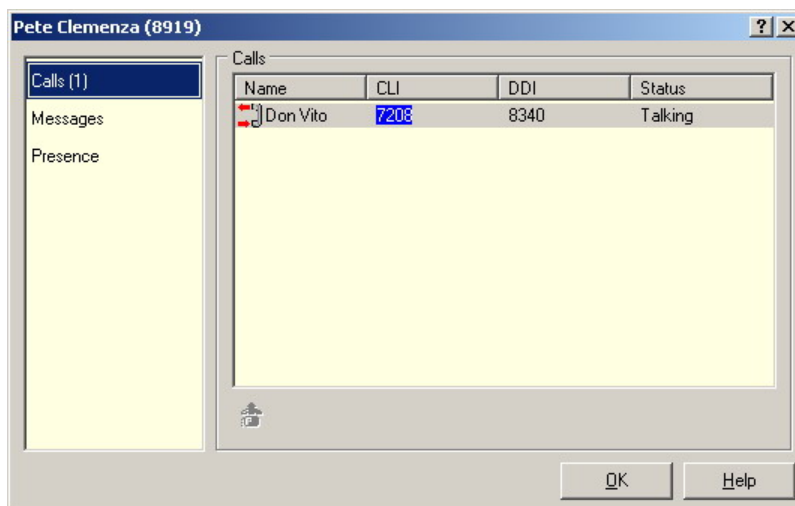 Pete Clemenza (8919)
Calls (1)
Messages
Presence
Calls
Name CLI DDI Status
Don Vito 7208 8340 Talking
OK Help